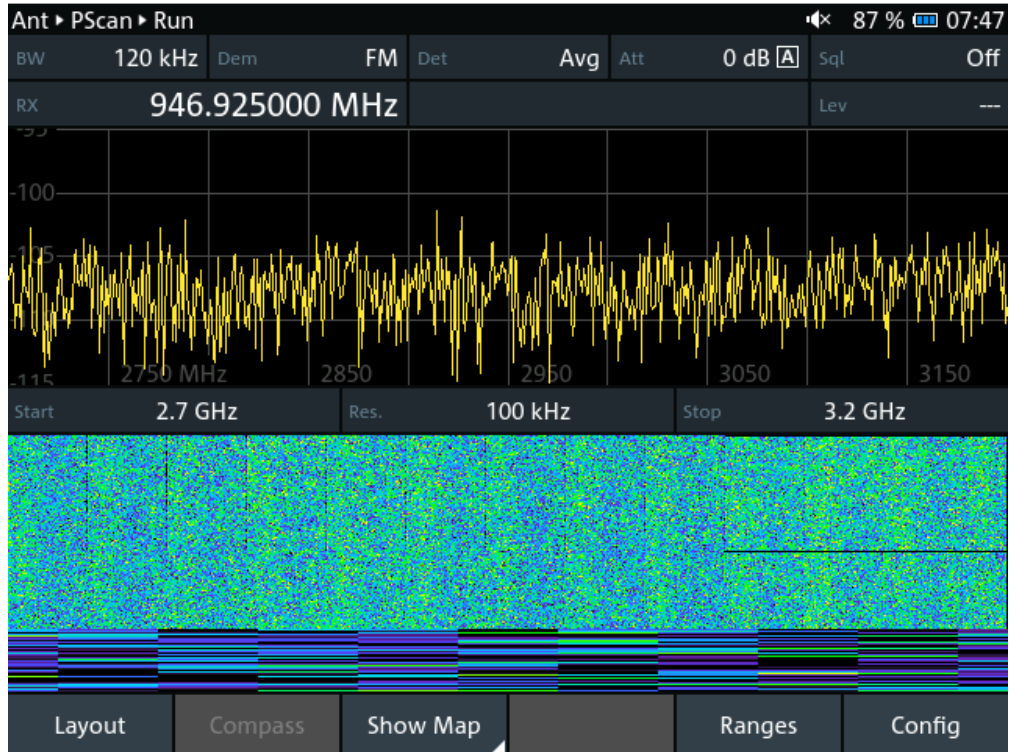 Ant ▸ PScan ▸ Run 87 % 07:47
BW 120 kHz Dem FM Det Avg Att 0 dB A Sql Off
RX 946.925000 MHz Lev ---
-95
-100
-105
-115 2750 MHz 2850 2950 3050 3150
Start 2.7 GHz Res. 100 kHz Stop 3.2 GHz
Layout Compass Show Map Ranges Config